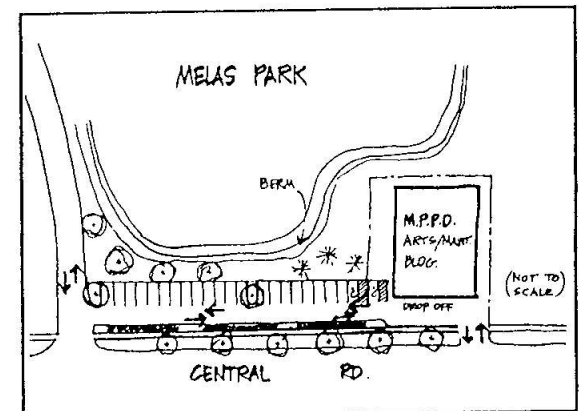 MELAS PARK
BERM
M.P.P.D.
ARTS/MAINT.
BLDG.
(NOT TO
SCALE)
DROP OFF
CENTRAL RD.